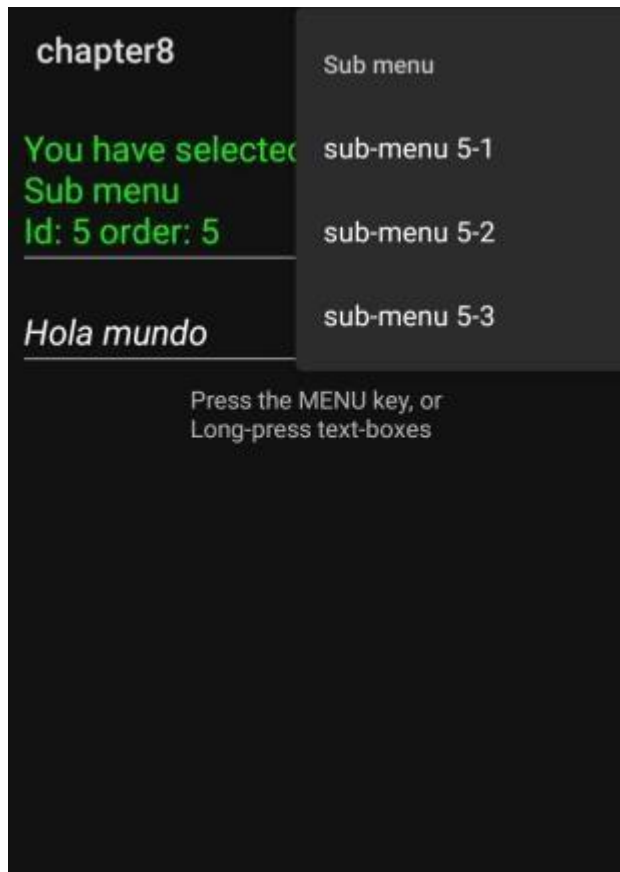 chapter8
Sub menu
sub-menu 5-1
sub-menu 5-2
sub-menu 5-3
You have selected
Sub menu
Id: 5 order: 5
Hola mundo
Press the MENU key, or
Long-press text-boxes